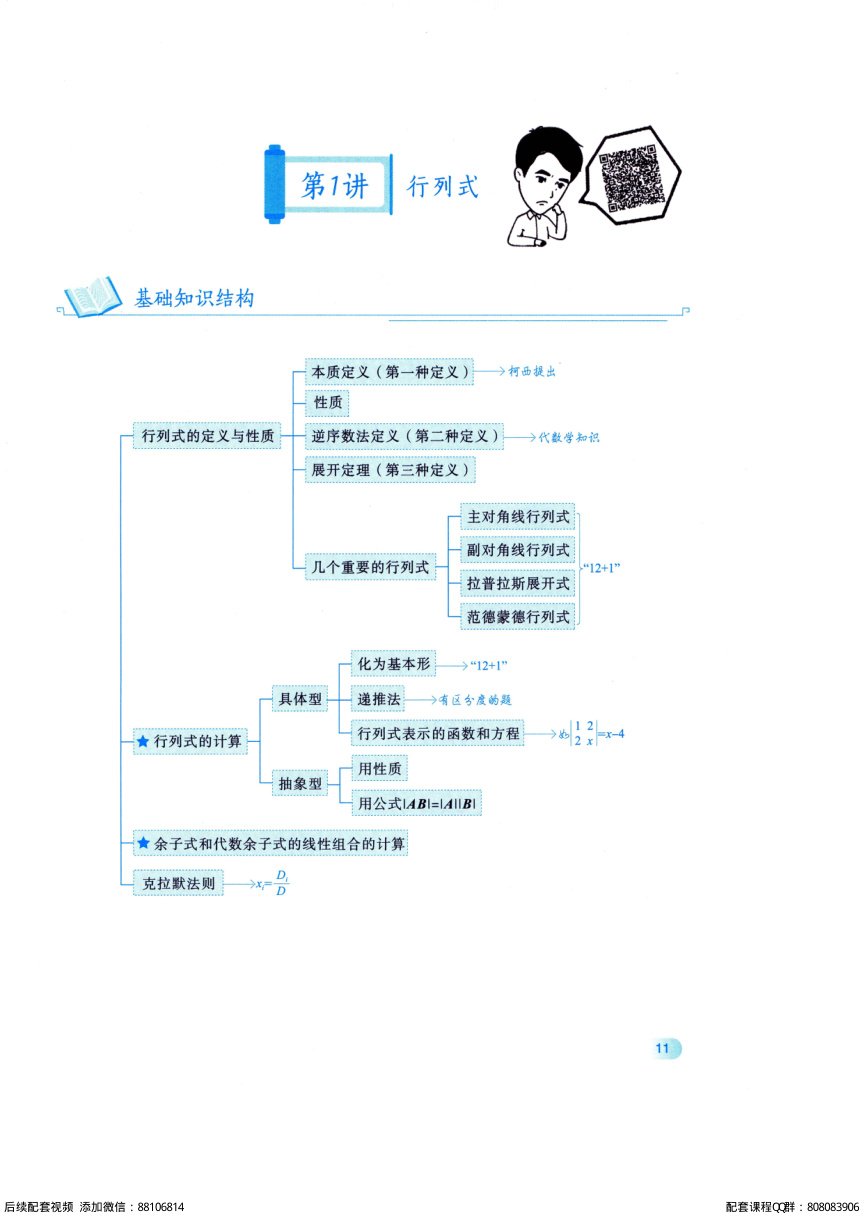 第1讲 行列式
基础知识结构
本质定义（第一种定义）→柯西提出
性质
行列式的定义与性质
逆序数法定义（第二种定义）→代数学知识
展开定理（第三种定义）
主对角线行列式
副对角线行列式
几个重要的行列式
“12+1”
拉普拉斯展开式
范德蒙德行列式
化为基本形→“12+1”
具体型
递推法→有区分度的题
行列式表示的函数和方程→如|1 2
2 x|=x−4
★行列式的计算
用性质
抽象型
用公式|AB|=|A||B|
★余子式和代数余子式的线性组合的计算
克拉默法则→xᵢ=Dᵢ/D
11
后续配套视频 添加微信：88106814
配套课程QQ群：808083906